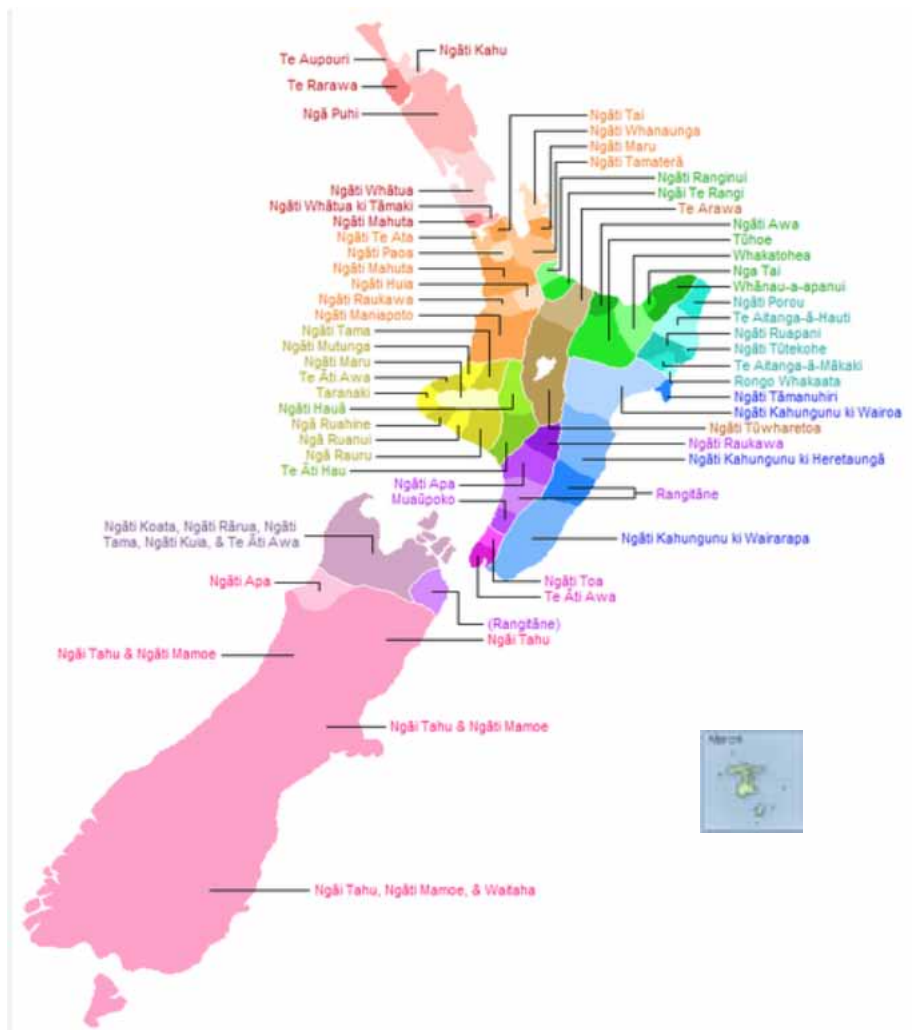 Te Aupouri
Ngāti Kahu
Te Rarawa
Ngā Puhi
Ngāti Tai
Ngāti Whanaunga
Ngāti Maru
Ngāti Tamaterā
Ngāti Ranginui
Ngāi Te Rangi
Te Arawa
Ngāti Awa
Tūhoe
Whakatohea
Nga Tai
Whānau-a-apanui
Ngāti Porou
Te Aitanga-ā-Hauti
Ngāti Ruapani
Ngāti Tūtekohe
Te Aitanga-ā-Mākaki
Rongo Whakaata
Ngāti Tāmanuhiri
Ngāti Kahungunu ki Wairoa
Ngāti Tūwharetoa
Ngāti Raukawa
Ngāti Kahungunu ki Heretaungā
Rangitāne
Ngāti Kahungunu ki Wairarapa
Ngāti Whātua
Ngāti Whātua ki Tāmaki
Ngāti Mahuta
Ngāti Te Ata
Ngāti Paoa
Ngāti Mahuta
Ngāti Huia
Ngāti Raukawa
Ngāti Maniapoto
Ngāti Tama
Ngāti Mutunga
Ngāti Maru
Te Āti Awa
Taranaki
Ngāti Hauā
Ngā Ruahine
Ngā Ruanui
Ngā Rauru
Te Āti Hau
Ngāti Apa
Muaūpoko
Ngāti Toa
Te Āti Awa
Ngāti Koata, Ngāti Rārua, Ngāti
Tama, Ngāti Kuia, & Te Āti Awa
Ngāti Apa
(Rangitāne)
Ngāi Tahu
Ngāi Tahu & Ngāti Mamoe
Ngāi Tahu & Ngāti Mamoe
Ngāi Tahu, Ngāti Mamoe, & Waitaha